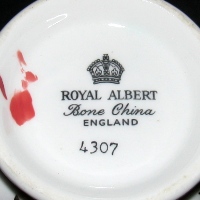 ROYAL ALBERT
Bone China
ENGLAND
4307